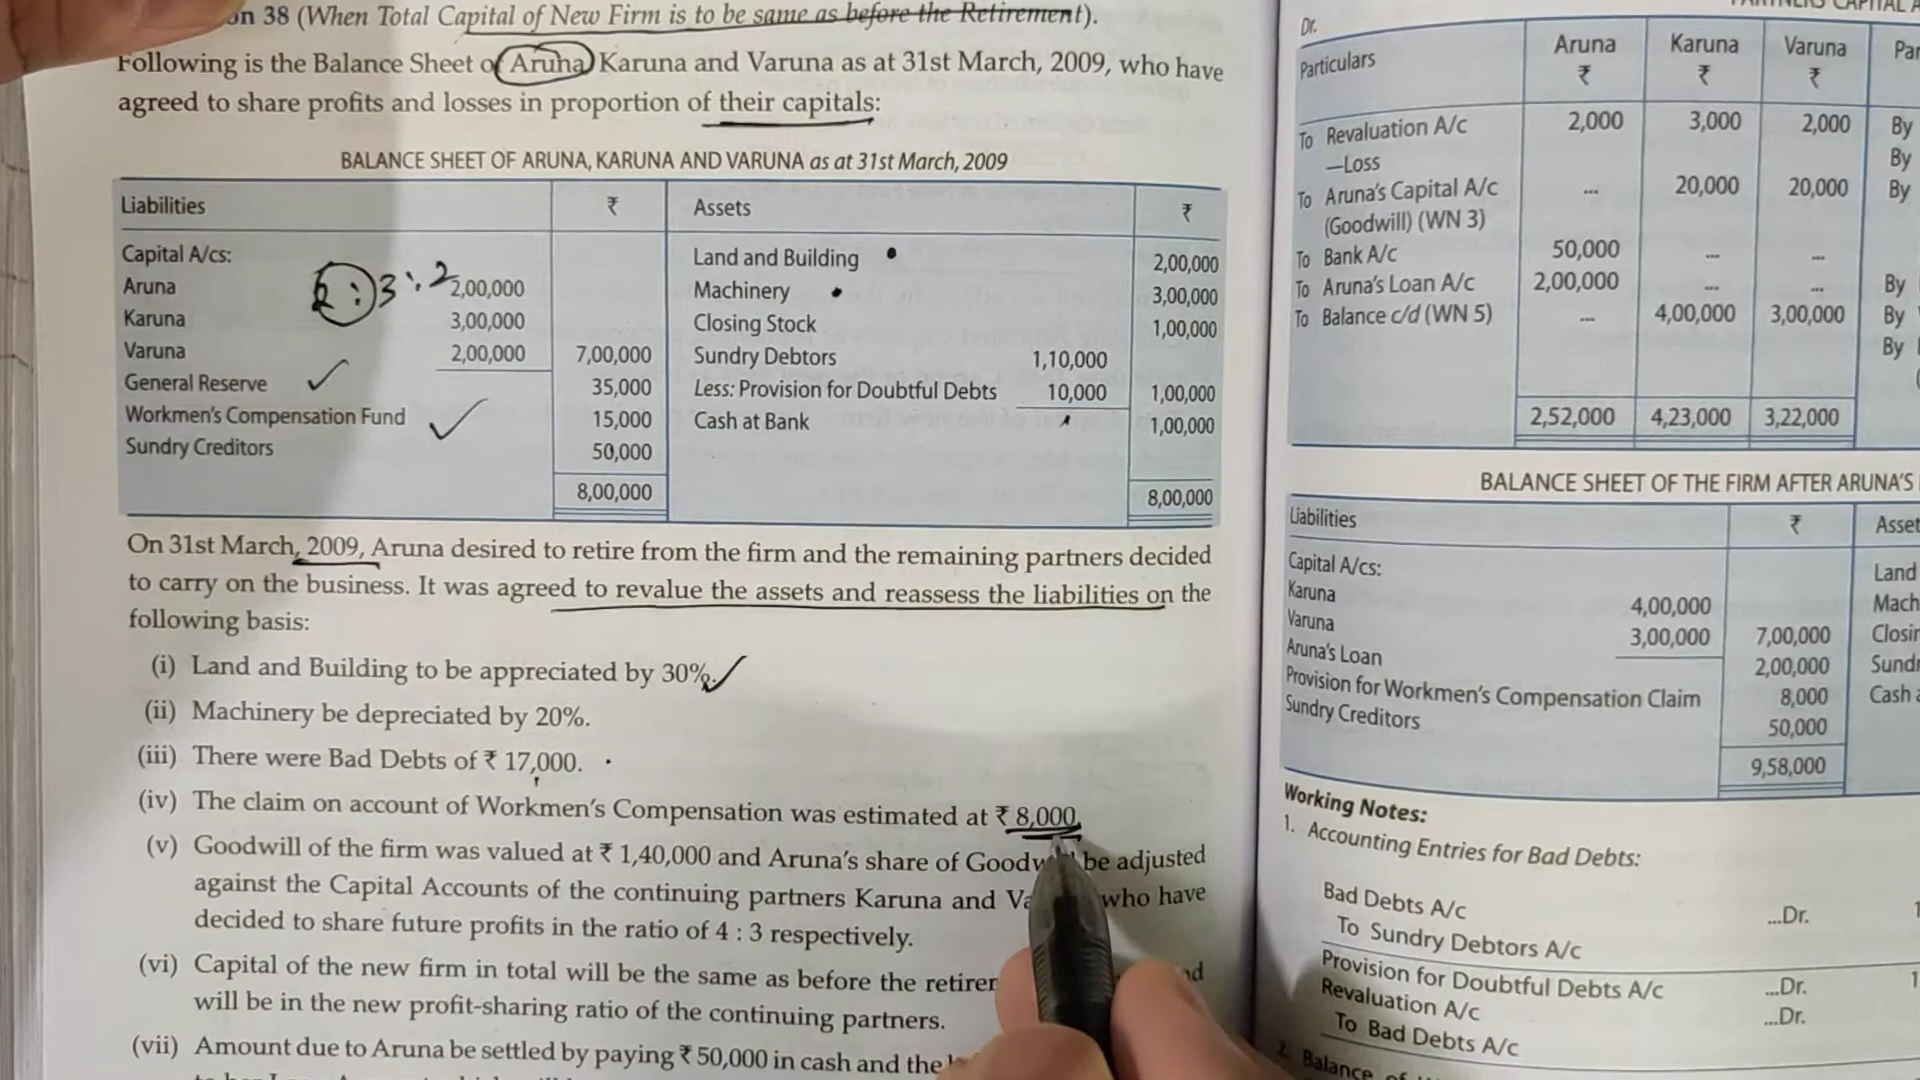 on 38 (When Total Capital of New Firm is to be same as before the Retirement).
Following is the Balance Sheet of Aruna, Karuna and Varuna as at 31st March, 2009, who have
agreed to share profits and losses in proportion of their capitals:
BALANCE SHEET OF ARUNA, KARUNA AND VARUNA as at 31st March, 2009
Liabilities ₹ Assets ₹
Capital A/cs: Land and Building 2,00,000
Aruna 2,00,000 Machinery 3,00,000
: 3 : 2
Karuna 3,00,000 Closing Stock 1,00,000
Varuna 2,00,000 7,00,000 Sundry Debtors 1,10,000
General Reserve 35,000 Less: Provision for Doubtful Debts 10,000 1,00,000
Workmen's Compensation Fund 15,000 Cash at Bank 1,00,000
Sundry Creditors 50,000
8,00,000 8,00,000
On 31st March, 2009, Aruna desired to retire from the firm and the remaining partners decided
to carry on the business. It was agreed to revalue the assets and reassess the liabilities on the
following basis:
(i) Land and Building to be appreciated by 30%.
(ii) Machinery be depreciated by 20%.
(iii) There were Bad Debts of ₹ 17,000.
(iv) The claim on account of Workmen's Compensation was estimated at ₹ 8,000.
(v) Goodwill of the firm was valued at ₹ 1,40,000 and Aruna's share of Goodw be adjusted
against the Capital Accounts of the continuing partners Karuna and Va who have
decided to share future profits in the ratio of 4 : 3 respectively.
(vi) Capital of the new firm in total will be the same as before the retirer nd
will be in the new profit-sharing ratio of the continuing partners.
(vii) Amount due to Aruna be settled by paying ₹ 50,000 in cash and the
Dr.
Particulars Aruna ₹ Karuna ₹ Varuna ₹ Par
To Revaluation A/c 2,000 3,000 2,000 By
—Loss By
To Aruna's Capital A/c ... 20,000 20,000 By
(Goodwill) (WN 3)
To Bank A/c 50,000 ... ...
To Aruna's Loan A/c 2,00,000 ... ... By
To Balance c/d (WN 5) ... 4,00,000 3,00,000 By
By
2,52,000 4,23,000 3,22,000
BALANCE SHEET OF THE FIRM AFTER ARUNA'S
Liabilities ₹ Asset
Capital A/cs: Land
Karuna 4,00,000 Mach
Varuna 3,00,000 7,00,000 Closin
Aruna's Loan 2,00,000 Sundr
Provision for Workmen's Compensation Claim 8,000 Cash a
Sundry Creditors 50,000
9,58,000
Working Notes:
1. Accounting Entries for Bad Debts:
Bad Debts A/c ...Dr. 1
To Sundry Debtors A/c
Provision for Doubtful Debts A/c ...Dr. 1
Revaluation A/c ...Dr.
To Bad Debts A/c
2. Balance of